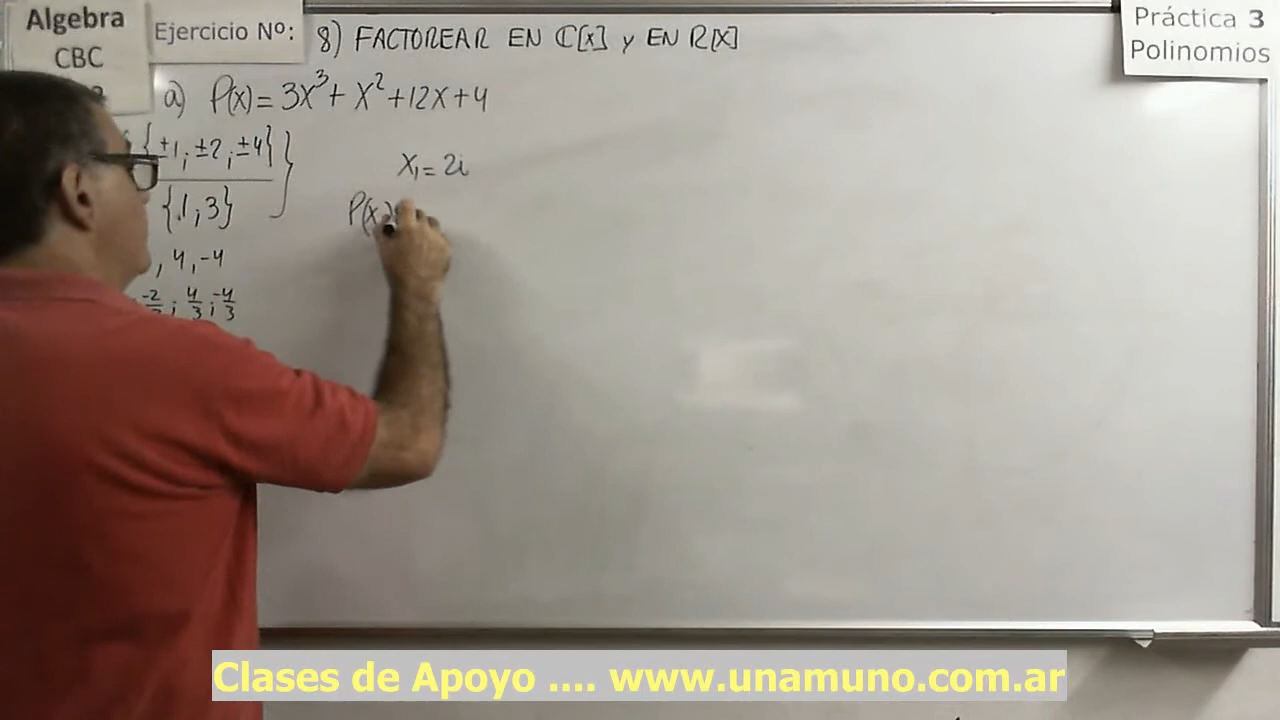 Algebra
CBC
Ejercicio Nº:
8) FACTOREAR EN C[x] y EN R[X]
Práctica 3
Polinomios
a) P(x) = 3x³ + x² + 12x + 4
{±1; ±2; ±4}
{1; 3}
, 4, -4
; 4/3; -4/3
x₁ = 2i
P(x)
Clases de Apoyo .... www.unamuno.com.ar